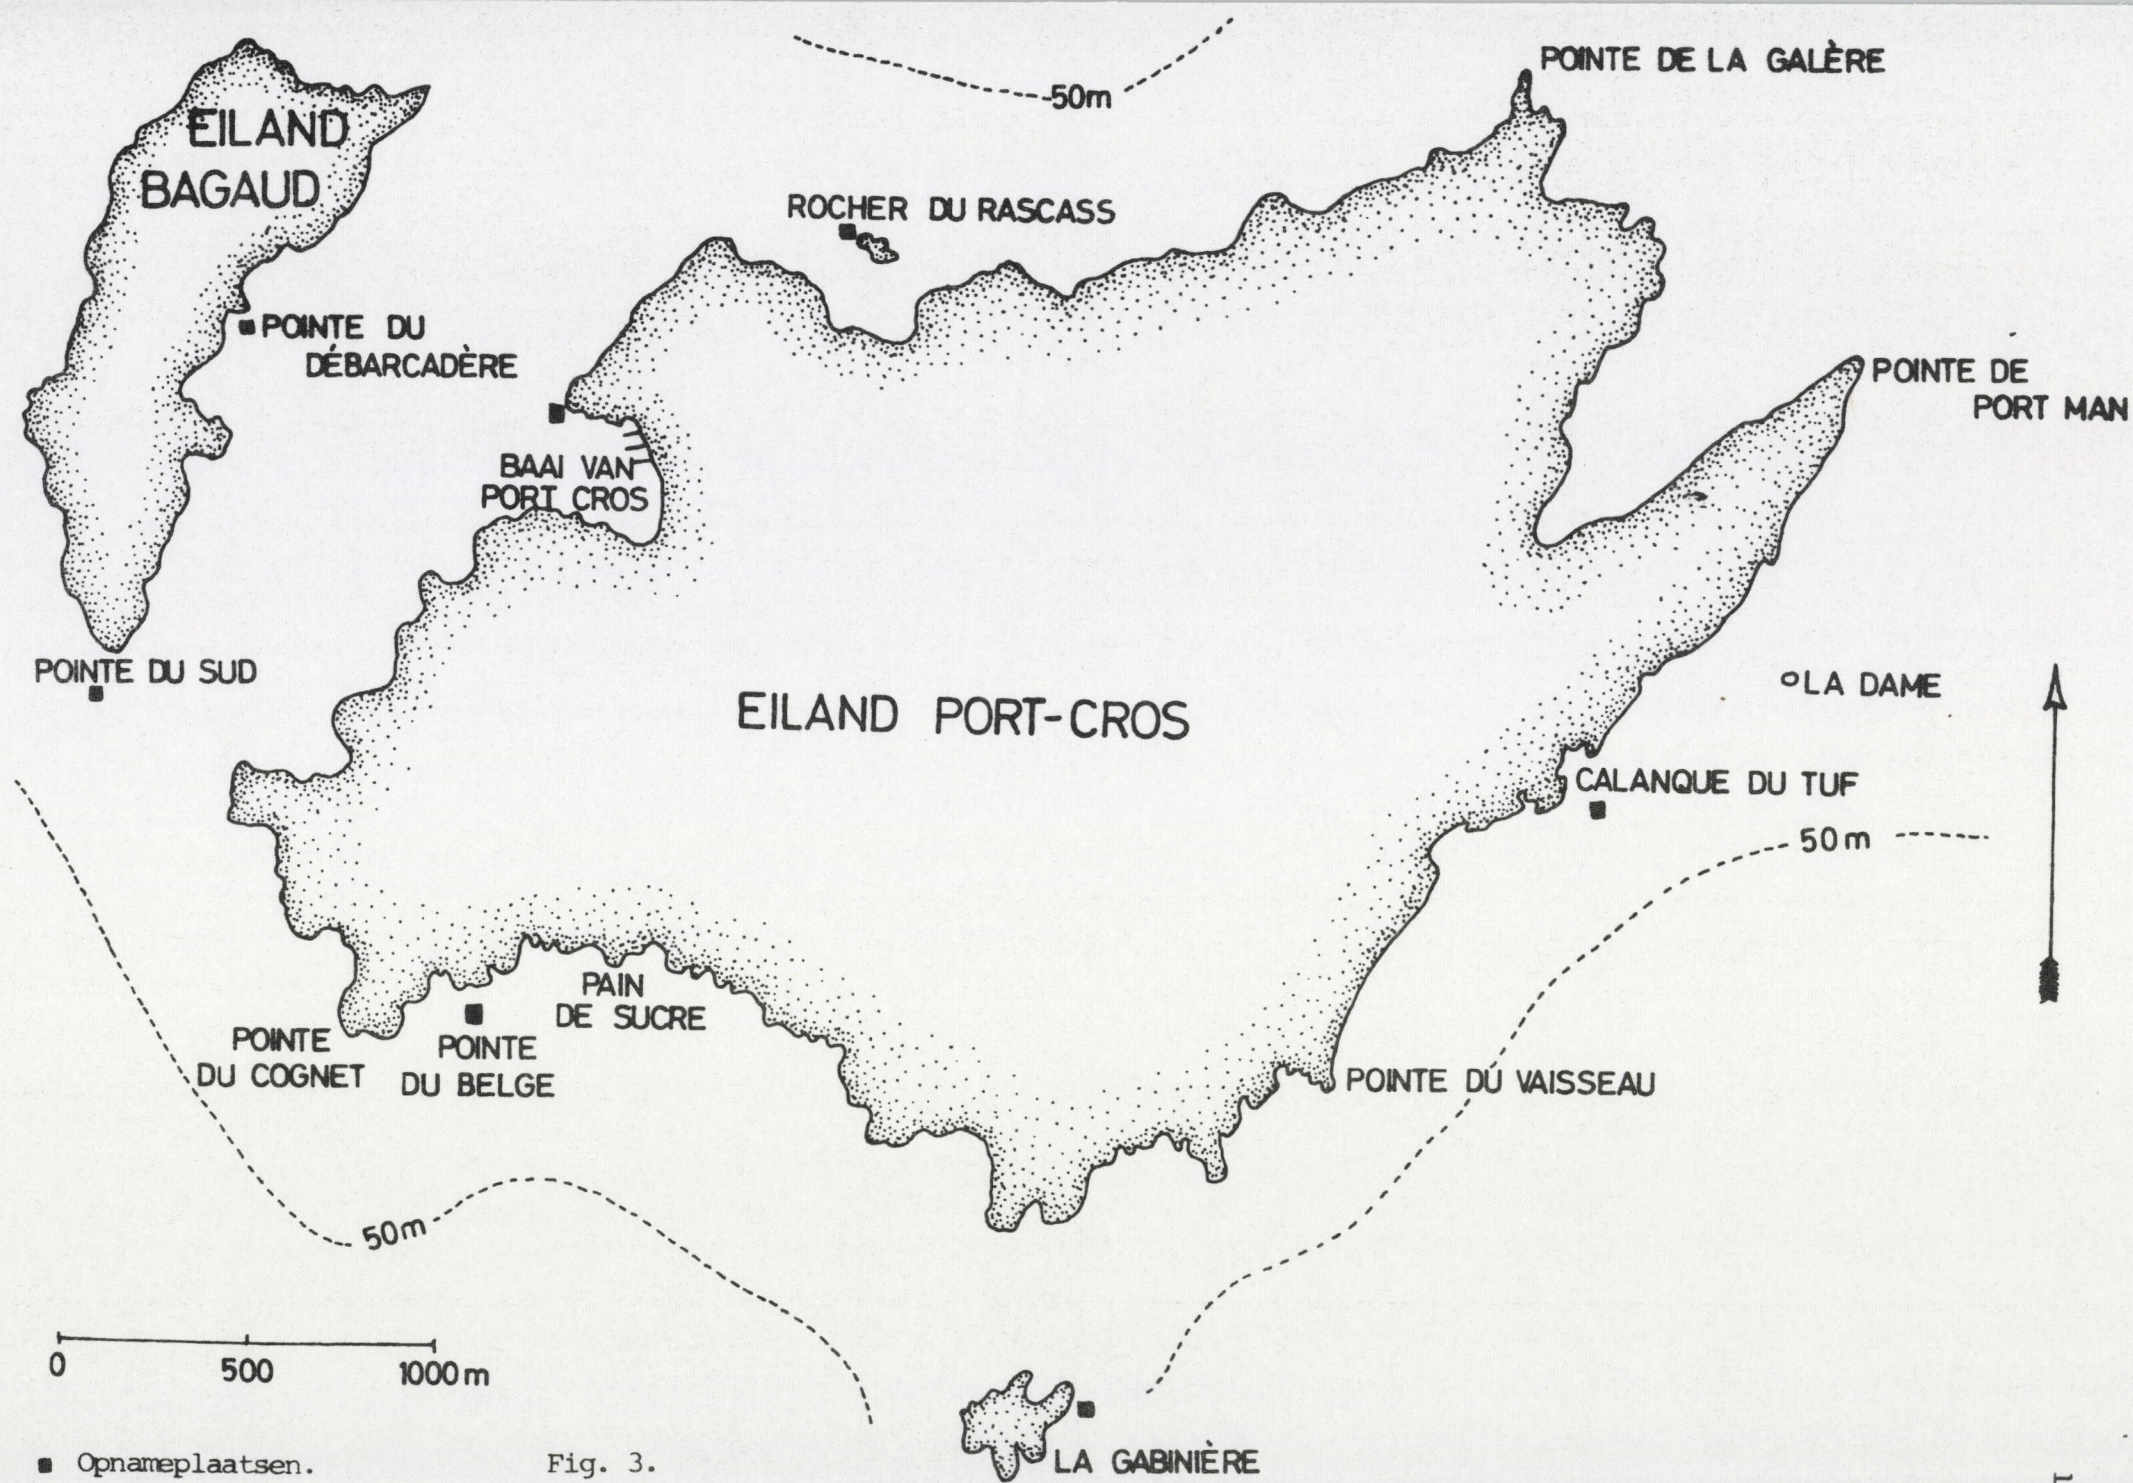 POINTE DE LA GALÈRE
50m
EILAND
BAGAUD
ROCHER DU RASCASS
POINTE DU
DÉBARCADÈRE
POINTE DE
PORT MAN
BAAI VAN
PORT CROS
POINTE DU SUD
LA DAME
EILAND PORT-CROS
CALANQUE DU TUF
50m
PAIN
DE SUCRE
POINTE
DU COGNET
POINTE
DU BELGE
POINTE DU VAISSEAU
50m
0 500 1000m
Opnameplaatsen.
Fig. 3.
LA GABINIÈRE